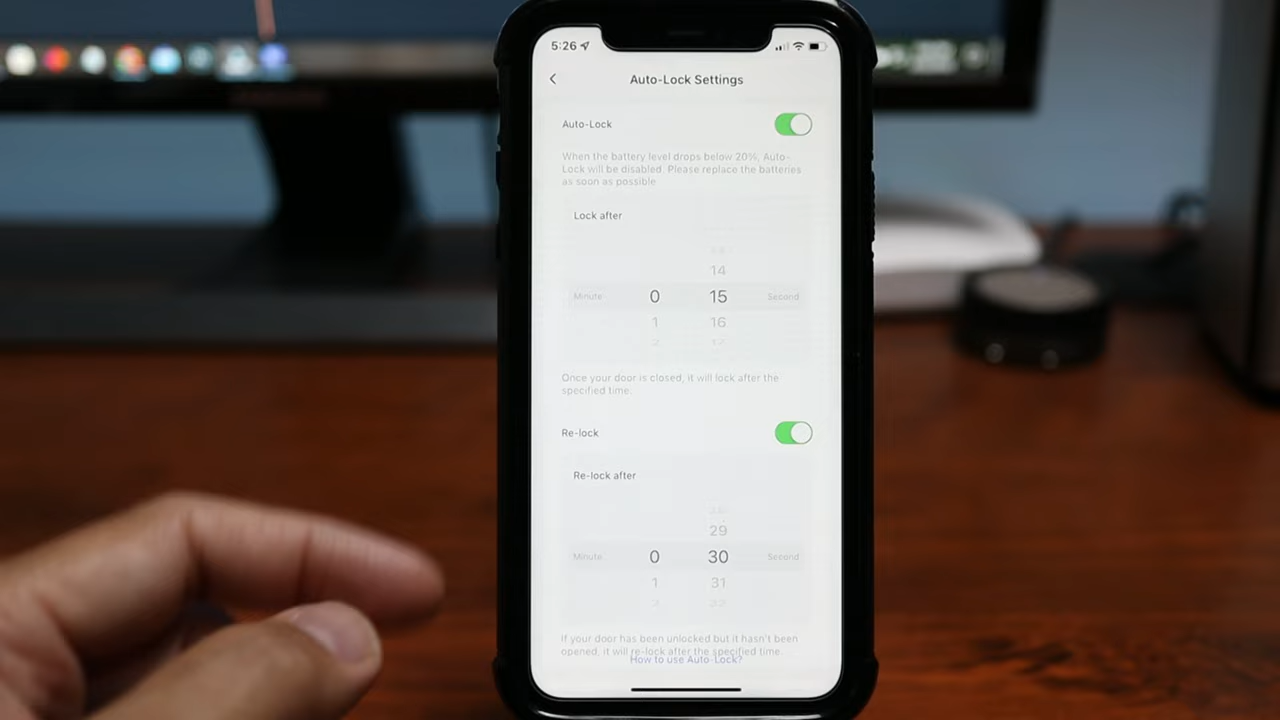 5:26
Auto-Lock Settings
Auto-Lock
When the battery level drops below 20%, Auto-
Lock will be disabled. Please replace the batteries
as soon as possible
Lock after
14
Minute 0 15 Second
1 16
2 17
Once your door is closed, it will lock after the
specified time.
Re-lock
Re-lock after
29
Minute 0 30 Second
1 31
2 32
If your door has been unlocked but it hasn't been
opened, it will re-lock after the specified time.
How to use Auto-Lock?